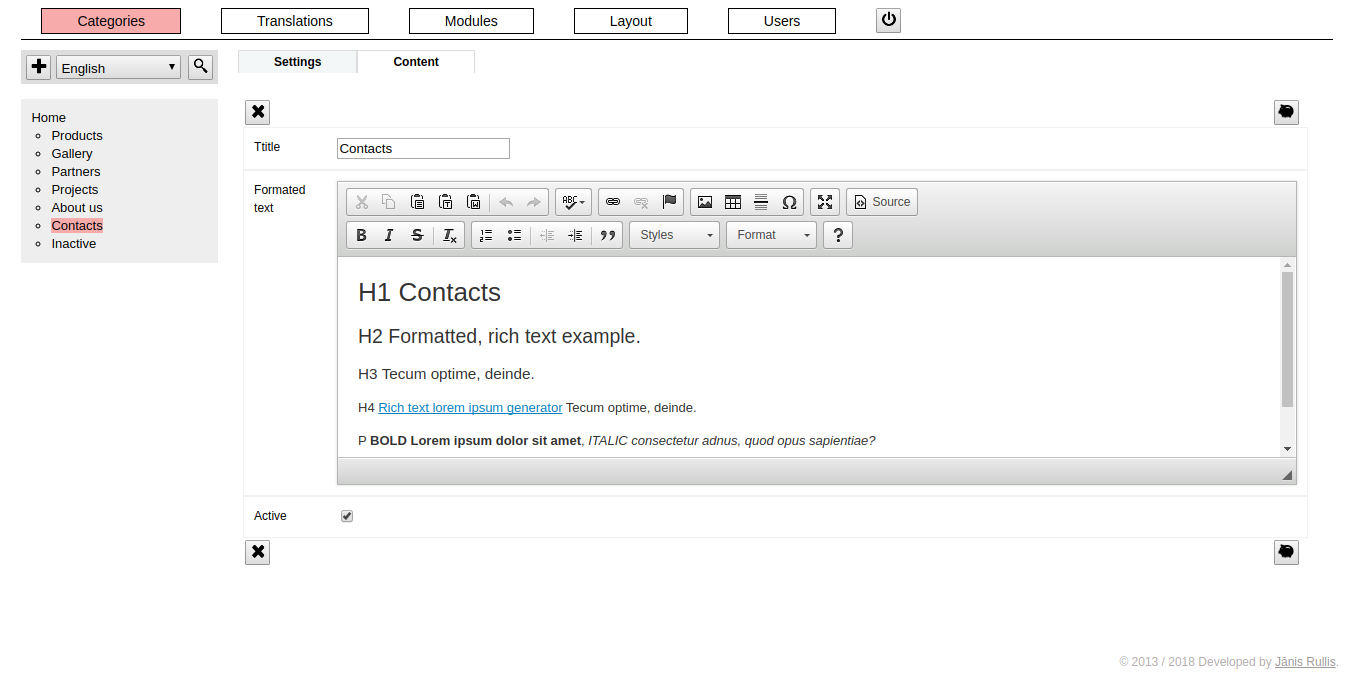 Categories Translations Modules Layout Users
English
Settings Content
Home
Products
Gallery
Partners
Projects
About us
Contacts
Inactive
Ttitle Contacts
Formated
text
ABC Source
B I S Tx Styles Format ?
H1 Contacts
H2 Formatted, rich text example.
H3 Tecum optime, deinde.
H4 Rich text lorem ipsum generator Tecum optime, deinde.
P BOLD Lorem ipsum dolor sit amet, ITALIC consectetur adnus, quod opus sapientiae?
Active
© 2013 / 2018 Developed by Jānis Rullis.